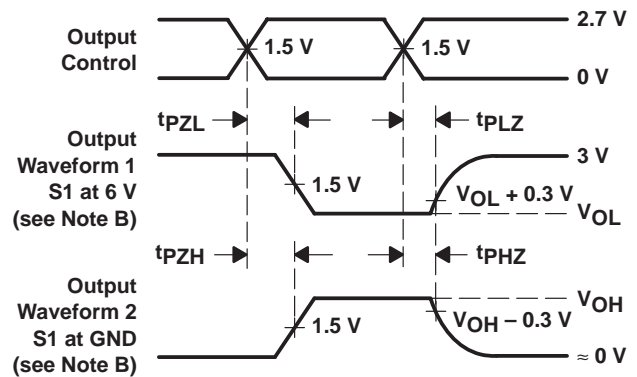 2.7 V
Output
Control
1.5 V
1.5 V
0 V
tPZL
tPLZ
Output
Waveform 1
S1 at 6 V
(see Note B)
3 V
1.5 V
VOL + 0.3 V
VOL
tPZH
tPHZ
Output
Waveform 2
S1 at GND
(see Note B)
VOH
1.5 V
VOH – 0.3 V
≈ 0 V